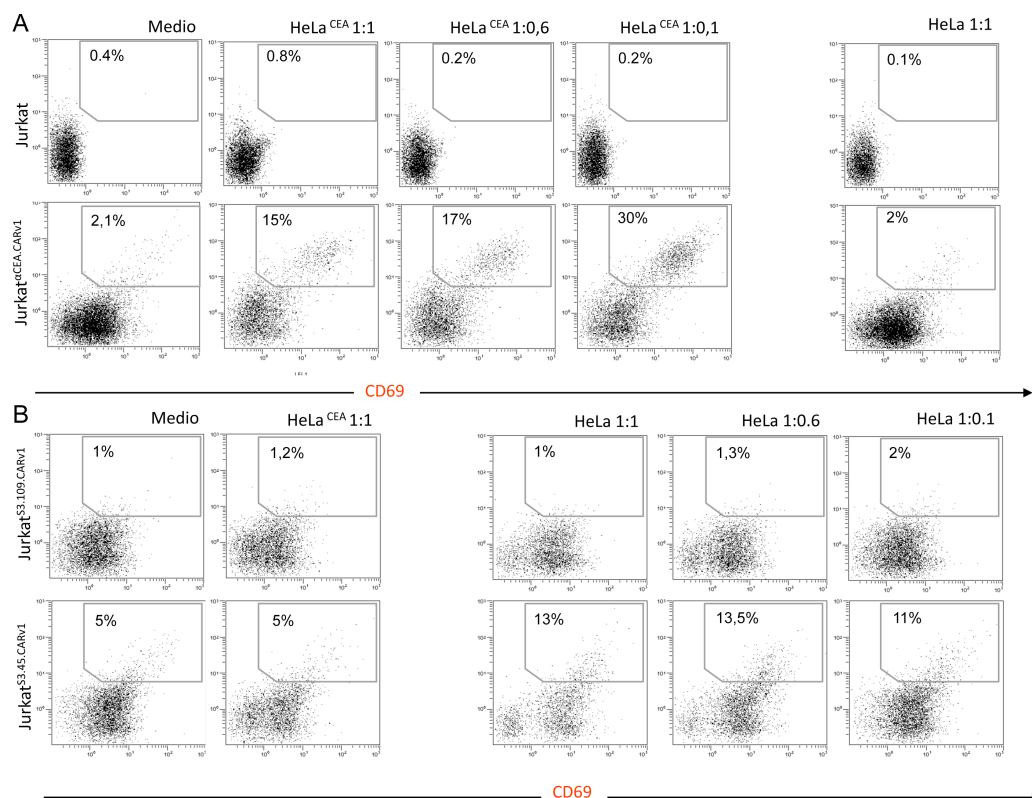 A
Medio
HeLa CEA 1:1
HeLa CEA 1:0,6
HeLa CEA 1:0,1
HeLa 1:1
Jurkat
0.4%
0.8%
0.2%
0.2%
0.1%
JurkatαCEA.CARv1
2,1%
15%
17%
30%
2%
CD69
B
Medio
HeLa CEA 1:1
HeLa 1:1
HeLa 1:0.6
HeLa 1:0.1
JurkatS3.109.CARv1
1%
1,2%
1%
1,3%
2%
JurkatS3.45.CARv1
5%
5%
13%
13,5%
11%
CD69